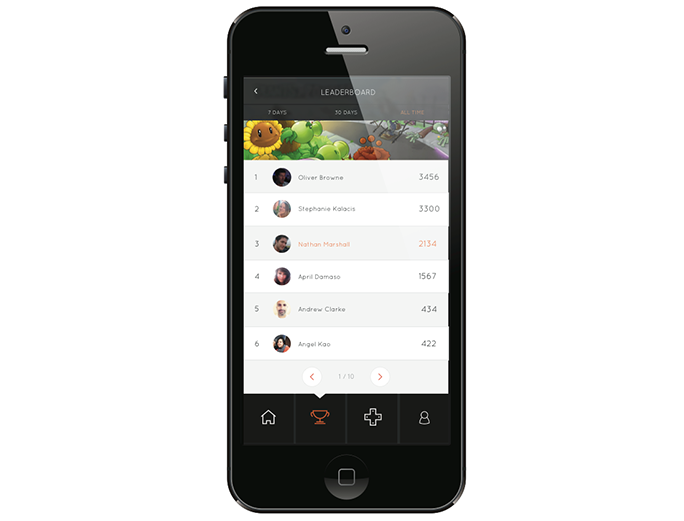 LEADERBOARD
7 DAYS 30 DAYS ALL TIME
1 Oliver Browne 3456
2 Stephanie Kalacis 3300
3 Nathan Marshall 2134
4 April Damaso 1567
5 Andrew Clarke 434
6 Angel Kao 422
1 / 10